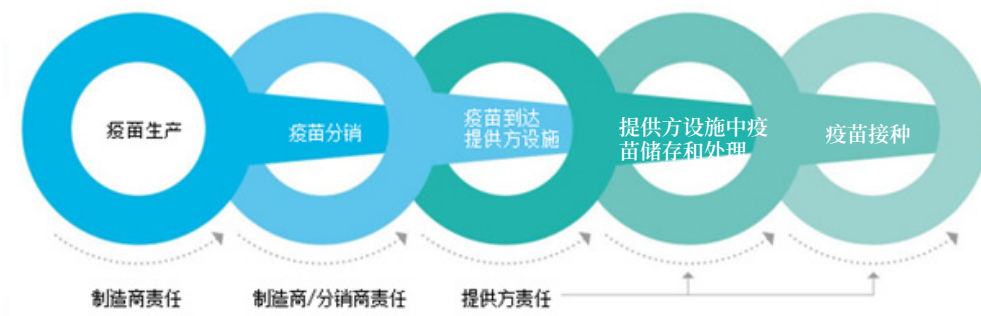 疫苗生产
疫苗分销
疫苗到达
提供方设施
提供方设施中疫
苗储存和处理
疫苗接种
制造商责任
制造商/分销商责任
提供方责任